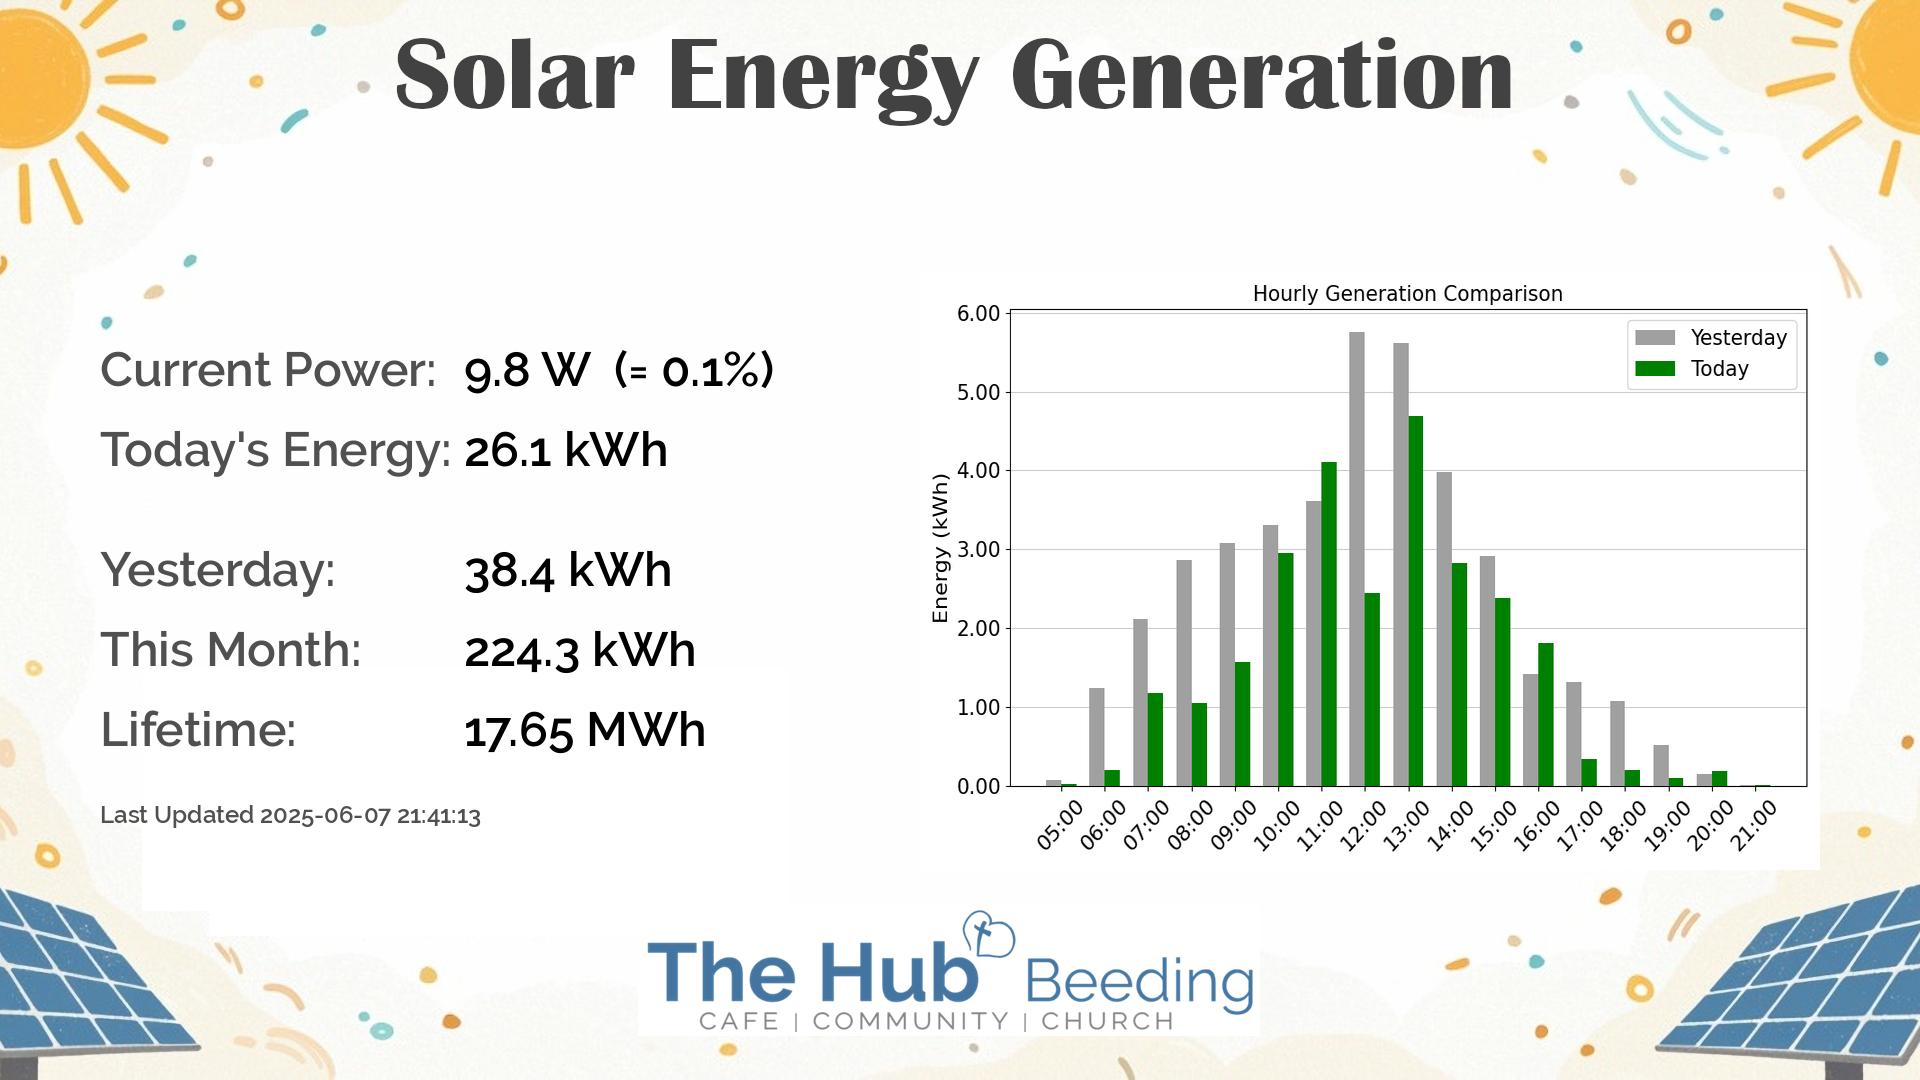 Solar Energy Generation
Current Power: 9.8 W (= 0.1%)
Today's Energy: 26.1 kWh
Yesterday: 38.4 kWh
This Month: 224.3 kWh
Lifetime: 17.65 MWh
Last Updated 2025-06-07 21:41:13
Hourly Generation Comparison
Yesterday
Today
Energy (kWh)
6.00
5.00
4.00
3.00
2.00
1.00
0.00
05:00 06:00 07:00 08:00 09:00 10:00 11:00 12:00 13:00 14:00 15:00 16:00 17:00 18:00 19:00 20:00 21:00
The Hub Beeding
CAFE | COMMUNITY | CHURCH